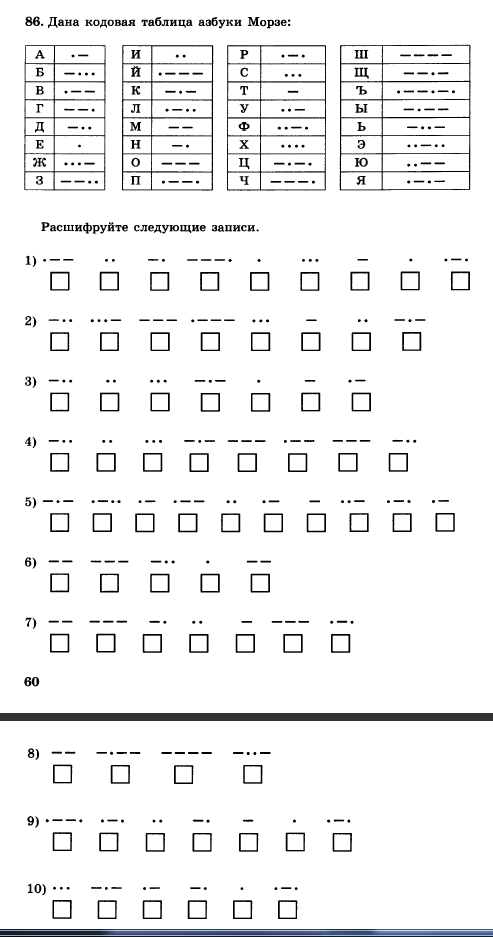 86. Дана кодовая таблица азбуки Морзе:
А ·— И ·· Р ·—· Ш ————
Б —··· Й ·——— С ··· Щ ——·—
В ·—— К —·— Т — Ъ ·——·—·
Г ——· Л ·—·· У ··— Ы —·——
Д —·· М —— Ф ··—· Ь —··—
Е · Н —· Х ···· Э ··—··
Ж ···— О ——— Ц —·—· Ю ··——
З ——·· П ·——· Ч ———· Я ·—·—
Расшифруйте следующие записи.
1) ·—— ·· —· ———· · ··· — · ·—·
2) —·· ···— ——— ·——— ··· — ·· —·—
3) —·· ·· ··· —·— · — ·—
4) —·· ·· ··· —·— ——— ·—— ——— —··
5) —·— ·—·· ·— ·—— ·· ·— — ··— ·—· ·—
6) —— ——— —·· · ——
7) —— ——— —· ·· — ——— ·—·
60
8) —— —·—— ———— —··—
9) ·——· ·—· ·· —· — · ·—·
10) ··· —·— ·— —· · ·—·